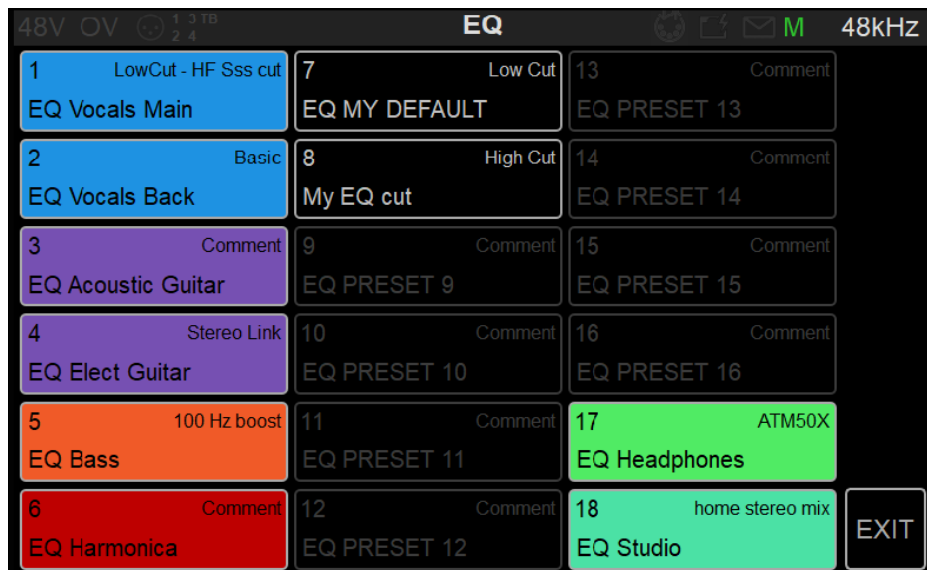 48V OV 1 3 TB EQ M 48kHz
2 4
1 LowCut - HF Sss cut
EQ Vocals Main
7 Low Cut
EQ MY DEFAULT
13 Comment
EQ PRESET 13
2 Basic
EQ Vocals Back
8 High Cut
My EQ cut
14 Comment
EQ PRESET 14
3 Comment
EQ Acoustic Guitar
9 Comment
EQ PRESET 9
15 Comment
EQ PRESET 15
4 Stereo Link
EQ Elect Guitar
10 Comment
EQ PRESET 10
16 Comment
EQ PRESET 16
5 100 Hz boost
EQ Bass
11 Comment
EQ PRESET 11
17 ATM50X
EQ Headphones
6 Comment
EQ Harmonica
12 Comment
EQ PRESET 12
18 home stereo mix
EQ Studio
EXIT